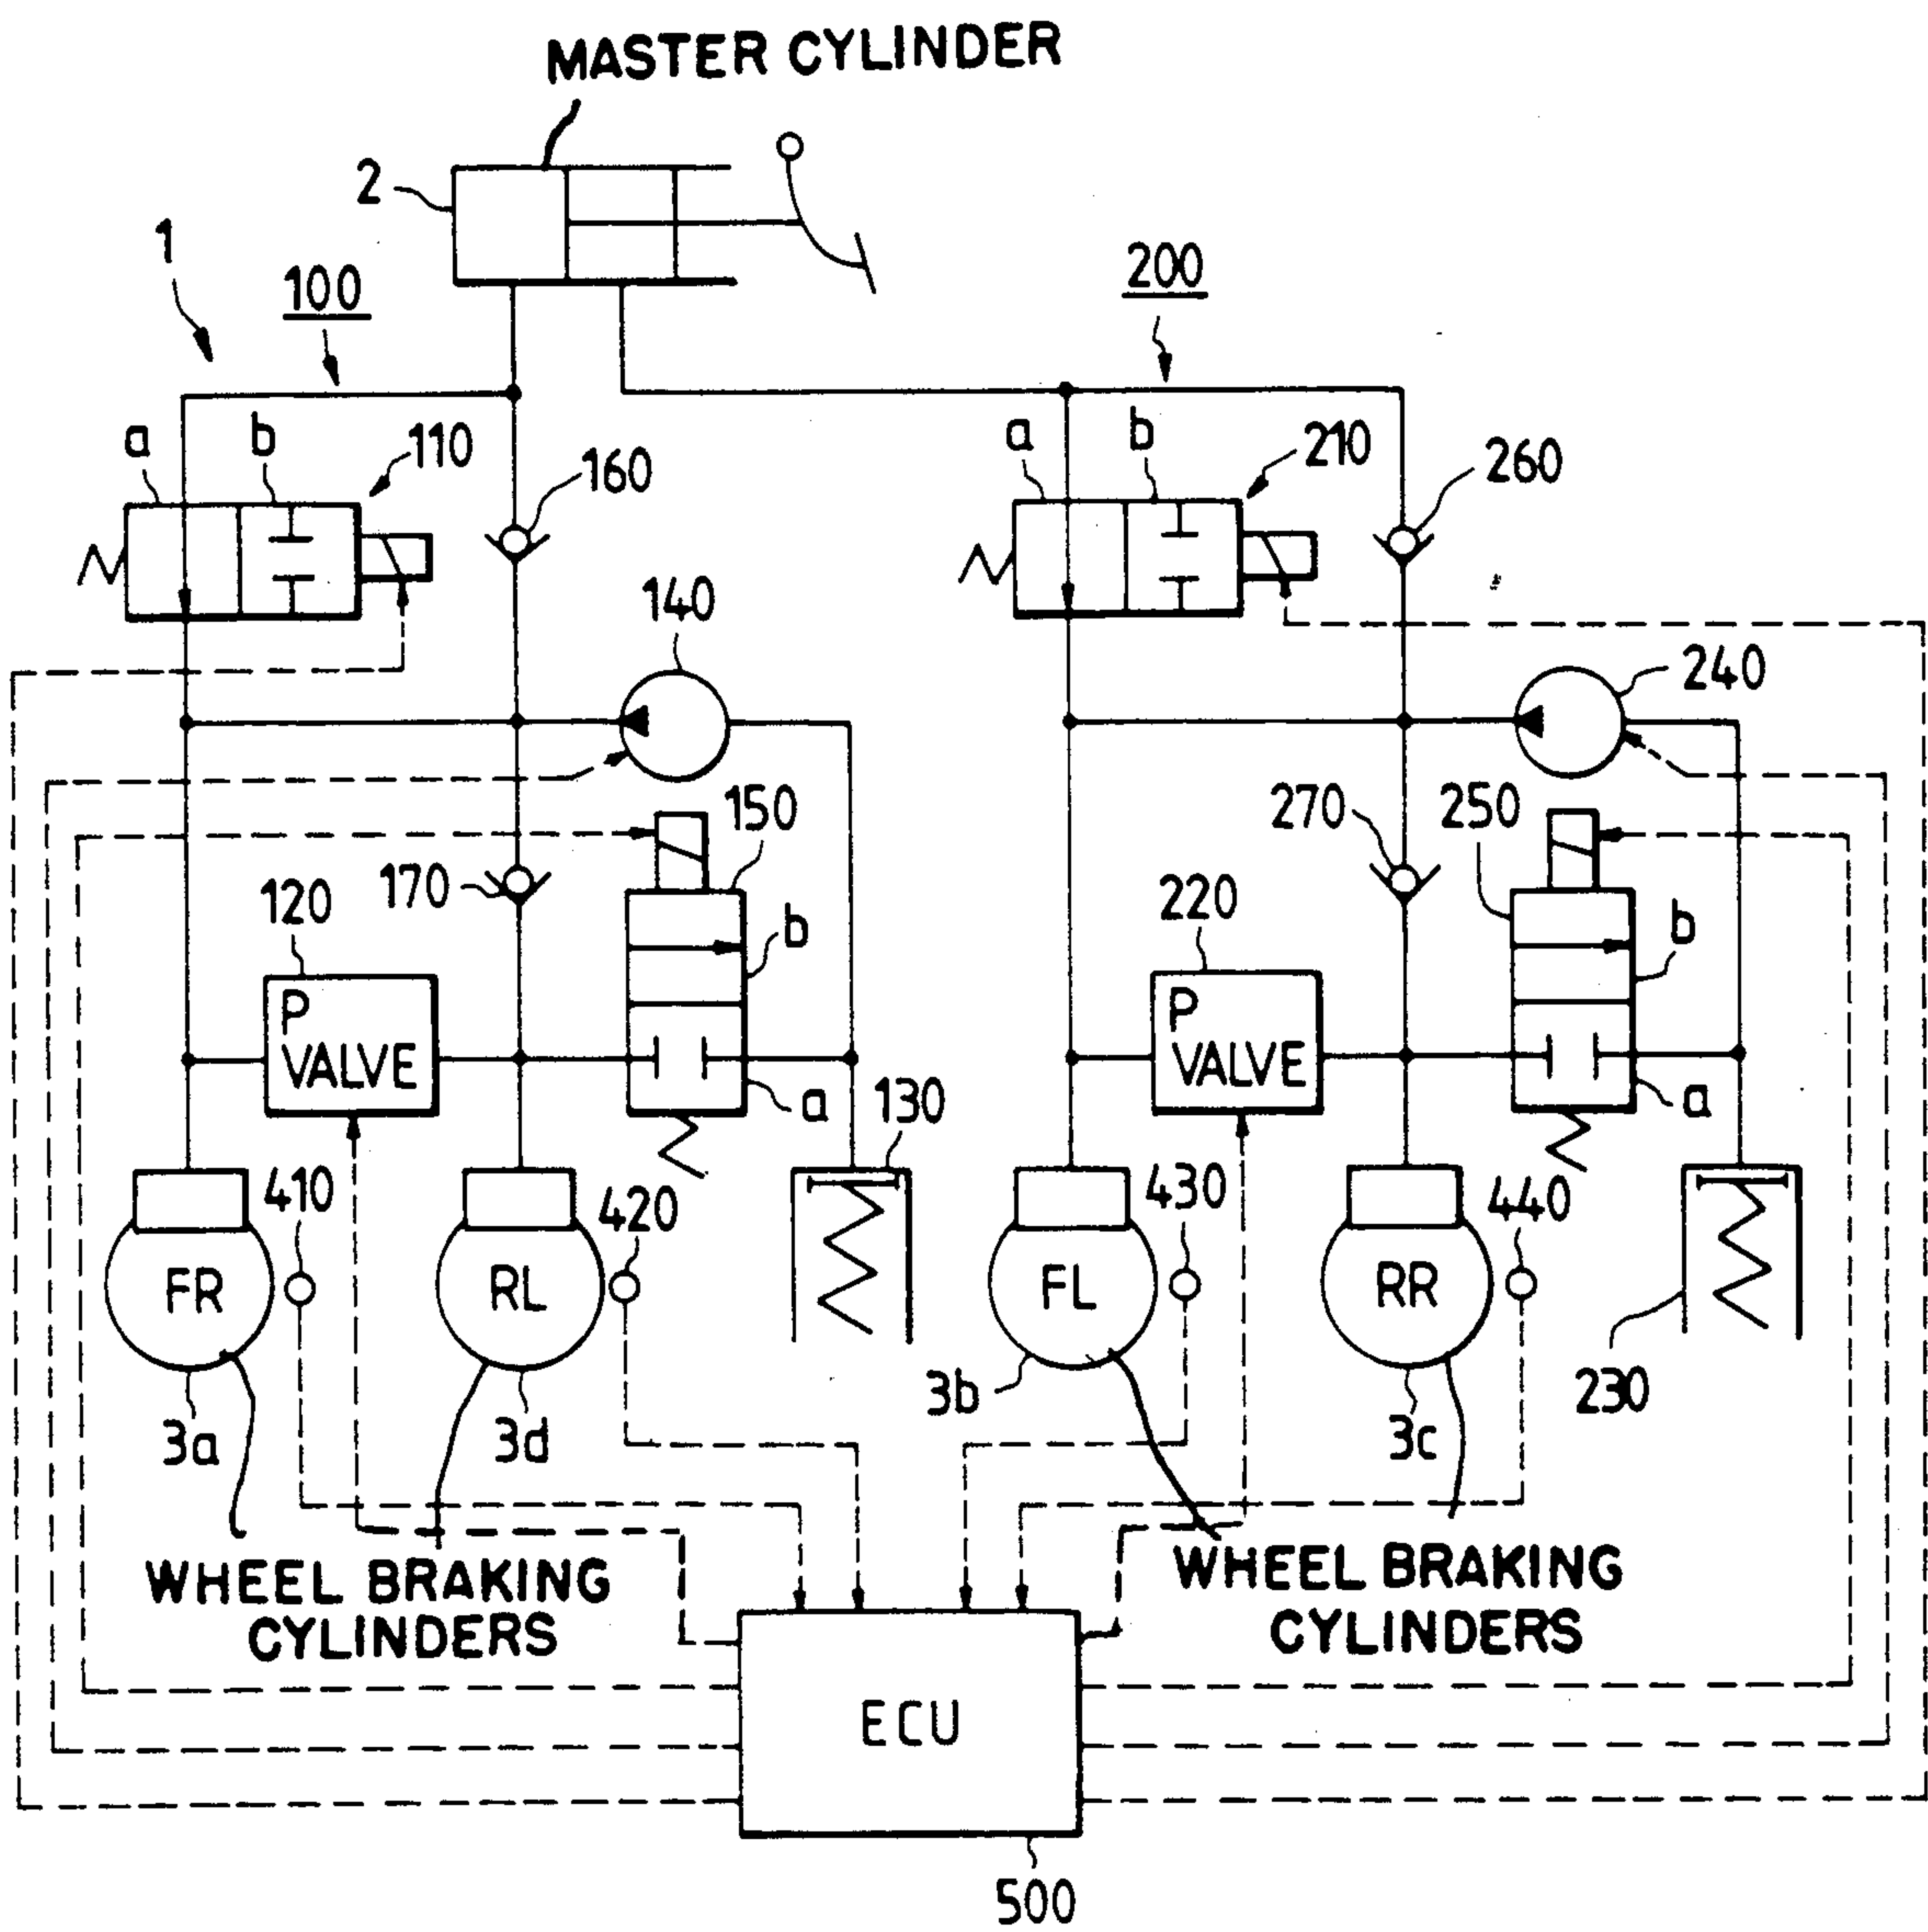 MASTER CYLINDER
2
1
100
200
a
b
110
160
a
b
210
260
140
240
150
270
250
170
120
b
220
b
P
VALVE
a
130
P
VALVE
a
410
420
430
440
FR
RL
FL
RR
3a
3d
3b
3c
230
WHEEL BRAKING
CYLINDERS
WHEEL BRAKING
CYLINDERS
ECU
500